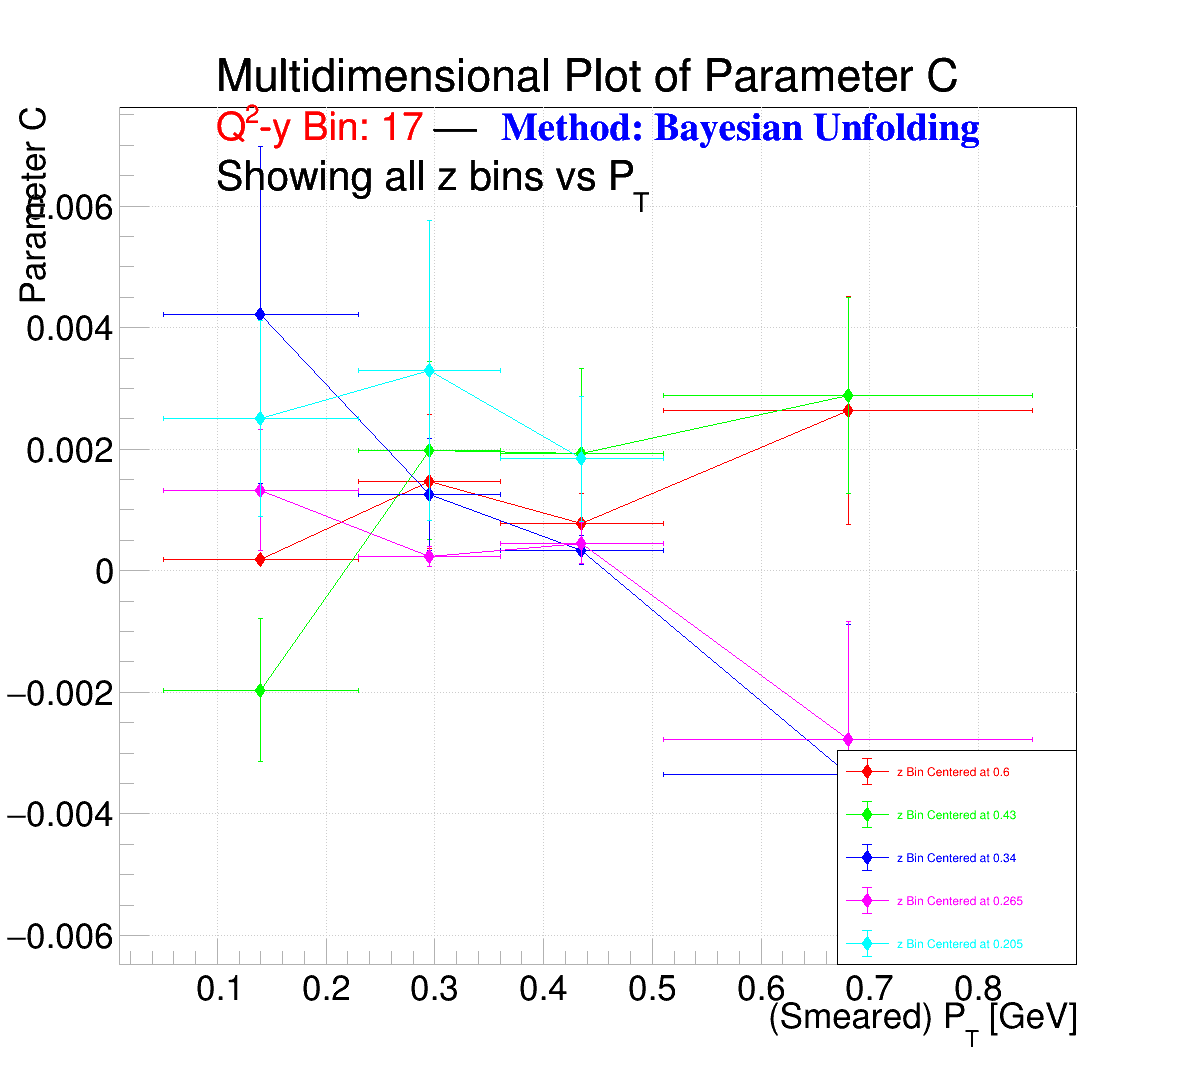 Multidimensional Plot of Parameter C
Q²-y Bin: 17 — Method: Bayesian Unfolding
Showing all z bins vs P_T
Parameter C
0.006
0.004
0.002
0
−0.002
−0.004
−0.006
z Bin Centered at 0.6
z Bin Centered at 0.43
z Bin Centered at 0.34
z Bin Centered at 0.265
z Bin Centered at 0.205
0.1 0.2 0.3 0.4 0.5 0.6 0.7 0.8
(Smeared) P_T [GeV]